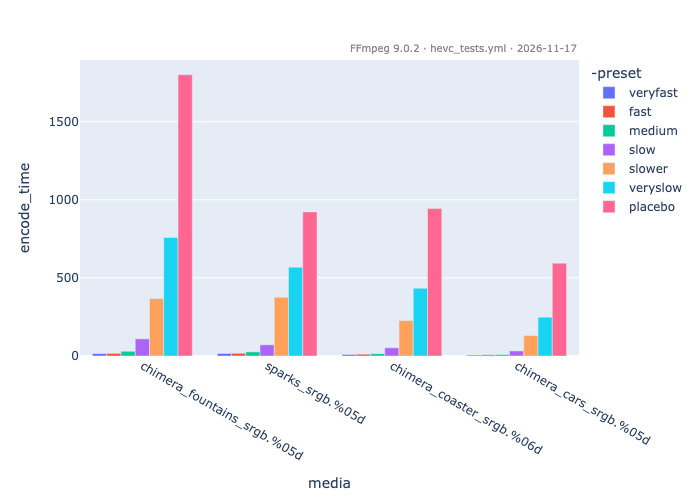 FFmpeg 9.0.2 · hevc_tests.yml · 2026-11-17
-preset
veryfast
fast
medium
slow
slower
veryslow
placebo
encode_time
1500
1000
500
0
chimera_fountains_srgb.%05d
sparks_srgb.%05d
chimera_coaster_srgb.%06d
chimera_cars_srgb.%05d
media